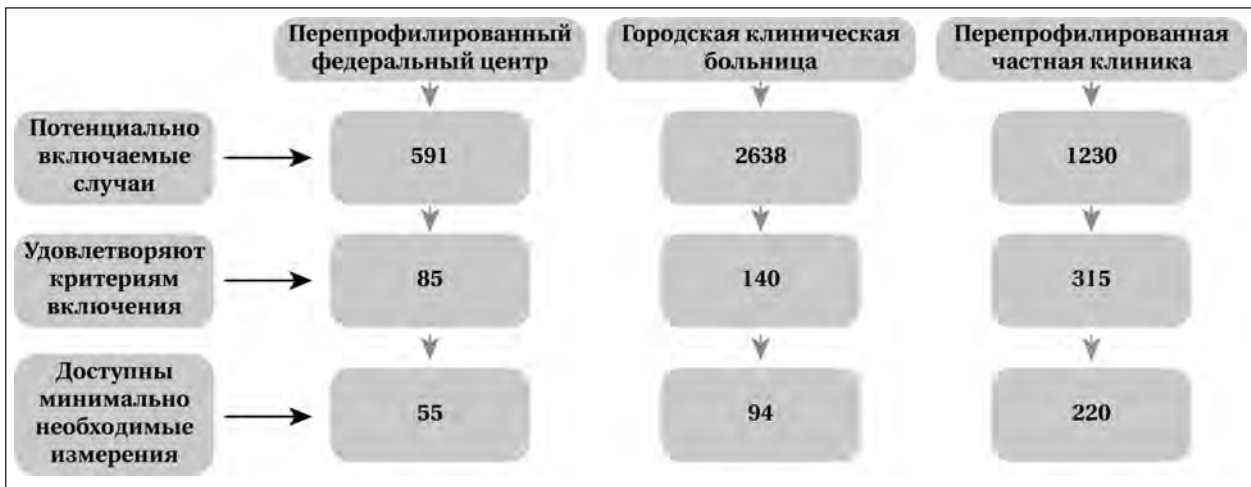 Перепрофилированный
федеральный центр
Городская клиническая
больница
Перепрофилированная
частная клиника
Потенциально
включаемые
случаи
591
2638
1230
Удовлетворяют
критериям
включения
85
140
315
Доступны
минимально
необходимые
измерения
55
94
220